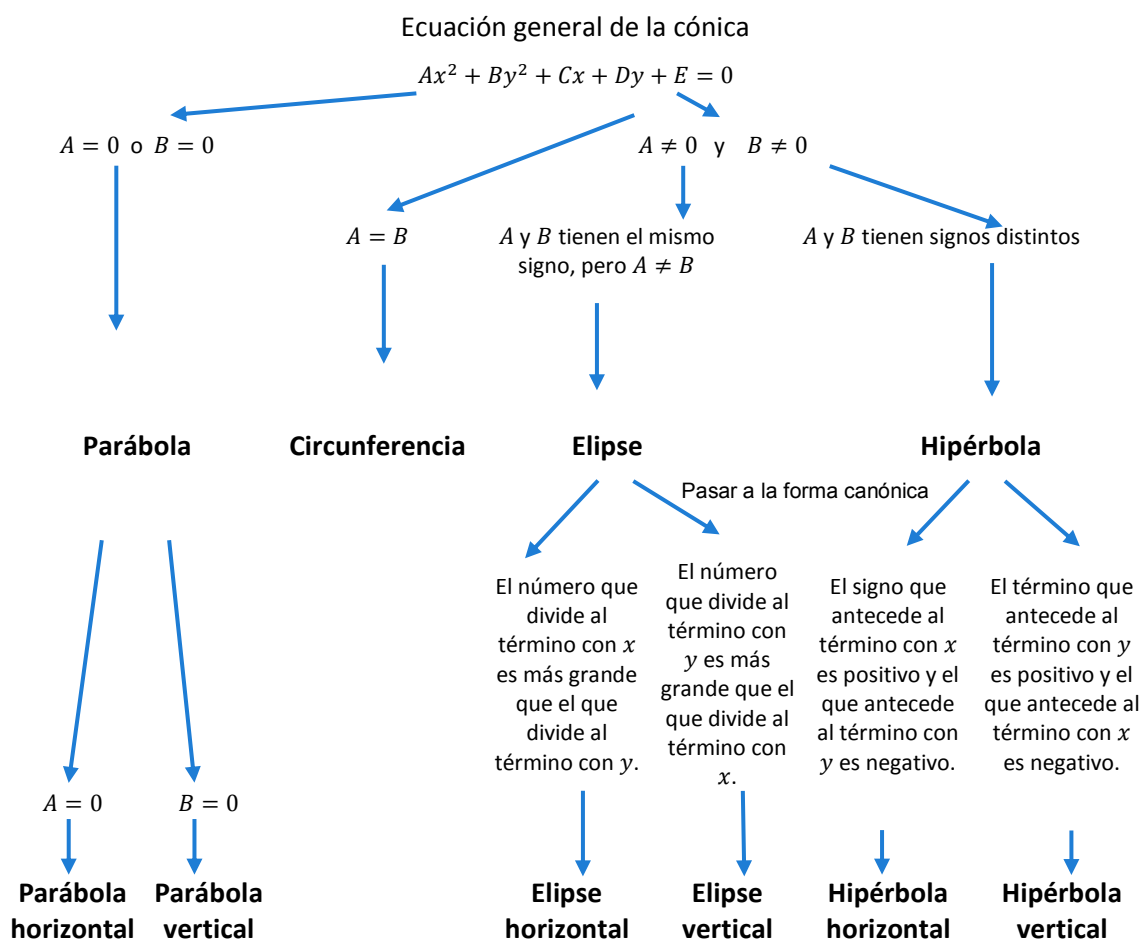 Ecuación general de la cónica
𝐴𝑥² + 𝐵𝑦² + 𝐶𝑥 + 𝐷𝑦 + 𝐸 = 0
𝐴 = 0 o 𝐵 = 0
𝐴 ≠ 0 y 𝐵 ≠ 0
𝐴 = 𝐵
𝐴 y 𝐵 tienen el mismo
signo, pero 𝐴 ≠ 𝐵
𝐴 y 𝐵 tienen signos distintos
Parábola
Circunferencia
Elipse
Hipérbola
Pasar a la forma canónica
El número que
divide al
término con 𝑥
es más grande
que el que
divide al
término con 𝑦.
El número
que divide al
término con
𝑦 es más
grande que el
que divide al
término con
𝑥.
El signo que
antecede al
término con 𝑥
es positivo y el
que antecede
al término con
𝑦 es negativo.
El término que
antecede al
término con 𝑦
es positivo y el
que antecede al
término con 𝑥
es negativo.
𝐴 = 0
𝐵 = 0
Parábola
horizontal
Parábola
vertical
Elipse
horizontal
Elipse
vertical
Hipérbola
horizontal
Hipérbola
vertical